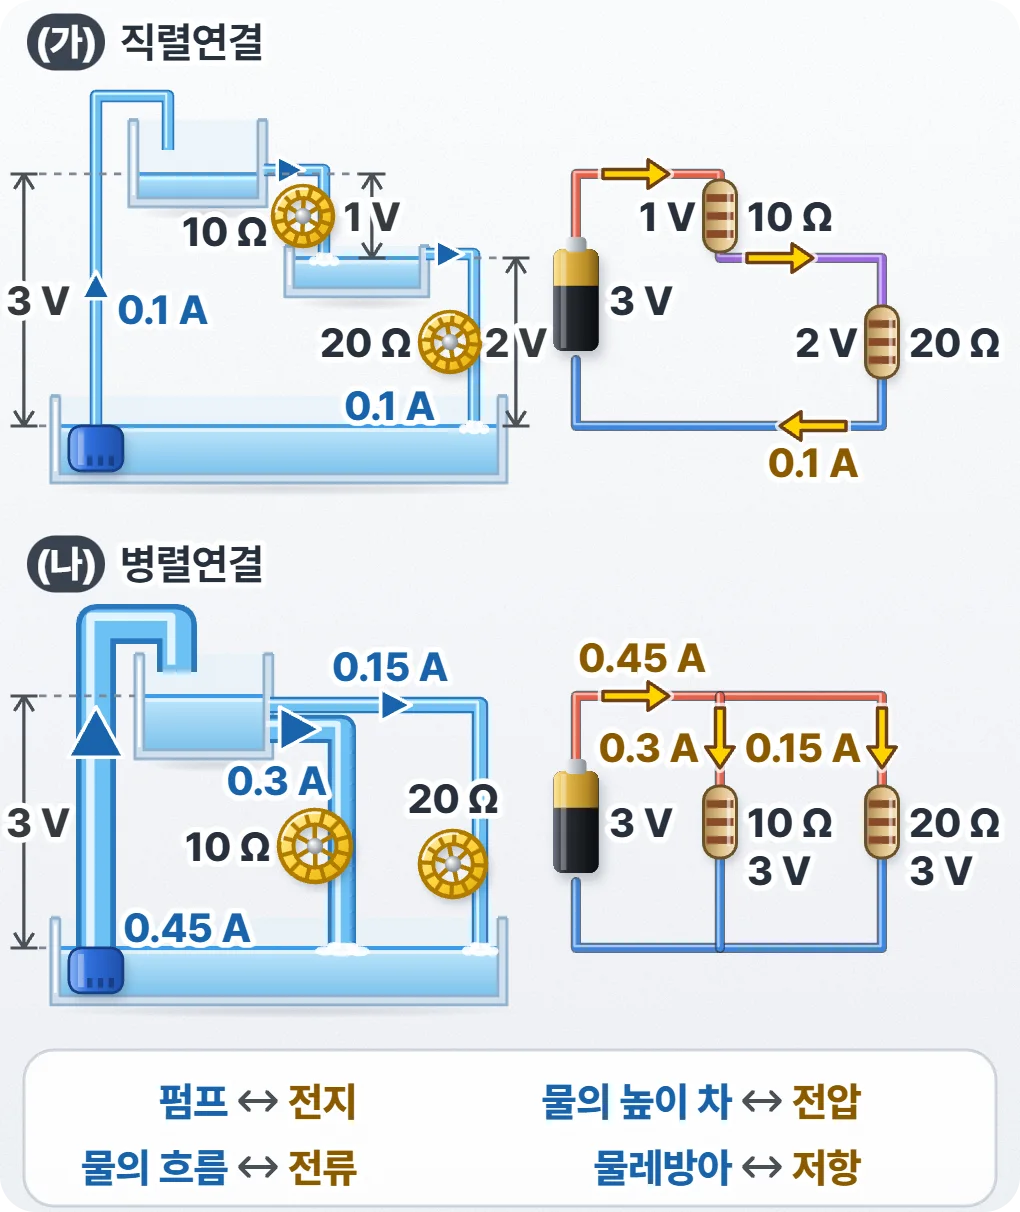 (가) 직렬연결
10 Ω
1 V
3 V
0.1 A
20 Ω
2 V
0.1 A
1 V
10 Ω
3 V
2 V
20 Ω
0.1 A
(나) 병렬연결
0.15 A
0.3 A
20 Ω
3 V
10 Ω
0.45 A
0.45 A
0.3 A
0.15 A
3 V
10 Ω
3 V
20 Ω
3 V
펌프 ↔ 전지
물의 높이 차 ↔ 전압
물의 흐름 ↔ 전류
물레방아 ↔ 저항